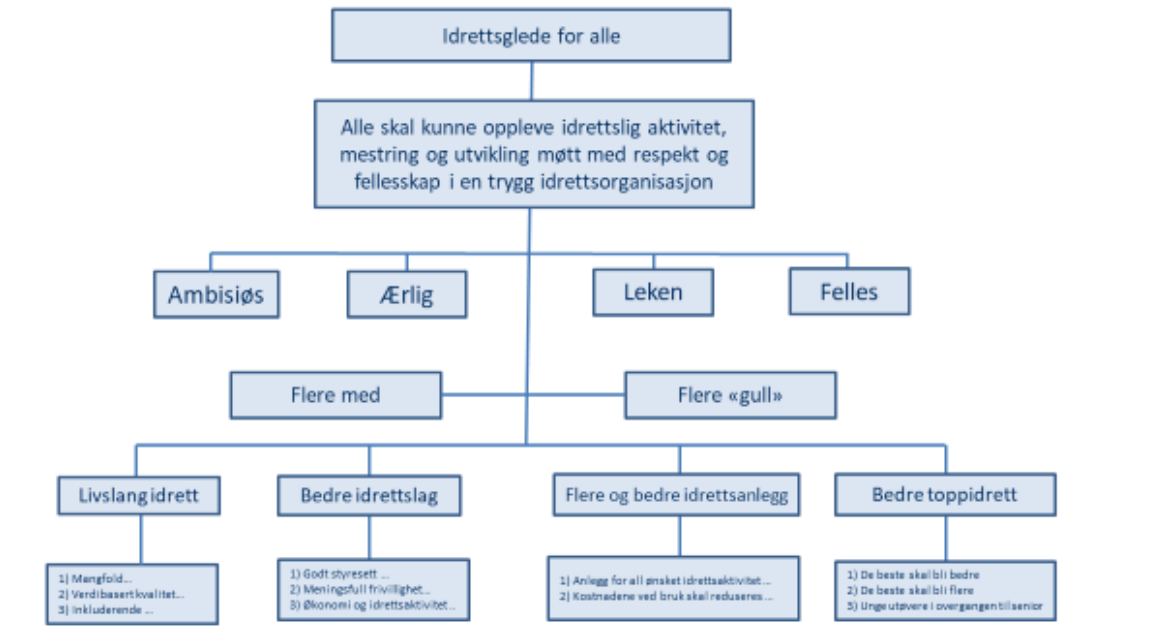 Idrettsglede for alle
Alle skal kunne oppleve idrettslig aktivitet,
mestring og utvikling møtt med respekt og
fellesskap i en trygg idrettsorganisasjon
Ambisiøs
Ærlig
Leken
Felles
Flere med
Flere «gull»
Livslang idrett
Bedre idrettslag
Flere og bedre idrettsanlegg
Bedre toppidrett
1) Mangfold...
2) Verdibasert kvalitet...
3) Inkluderende ...
1) Godt styresett ...
2) Meningsfull frivillighet...
3) Økonomi og idrettsaktivitet...
1) Anlegg for all ønsket idrettsaktivitet ...
2) Kostnadene ved bruk skal reduseres ...
1) De beste skal bli bedre
2) De beste skal bli flere
3) Unge utøvere i overgangen til senior